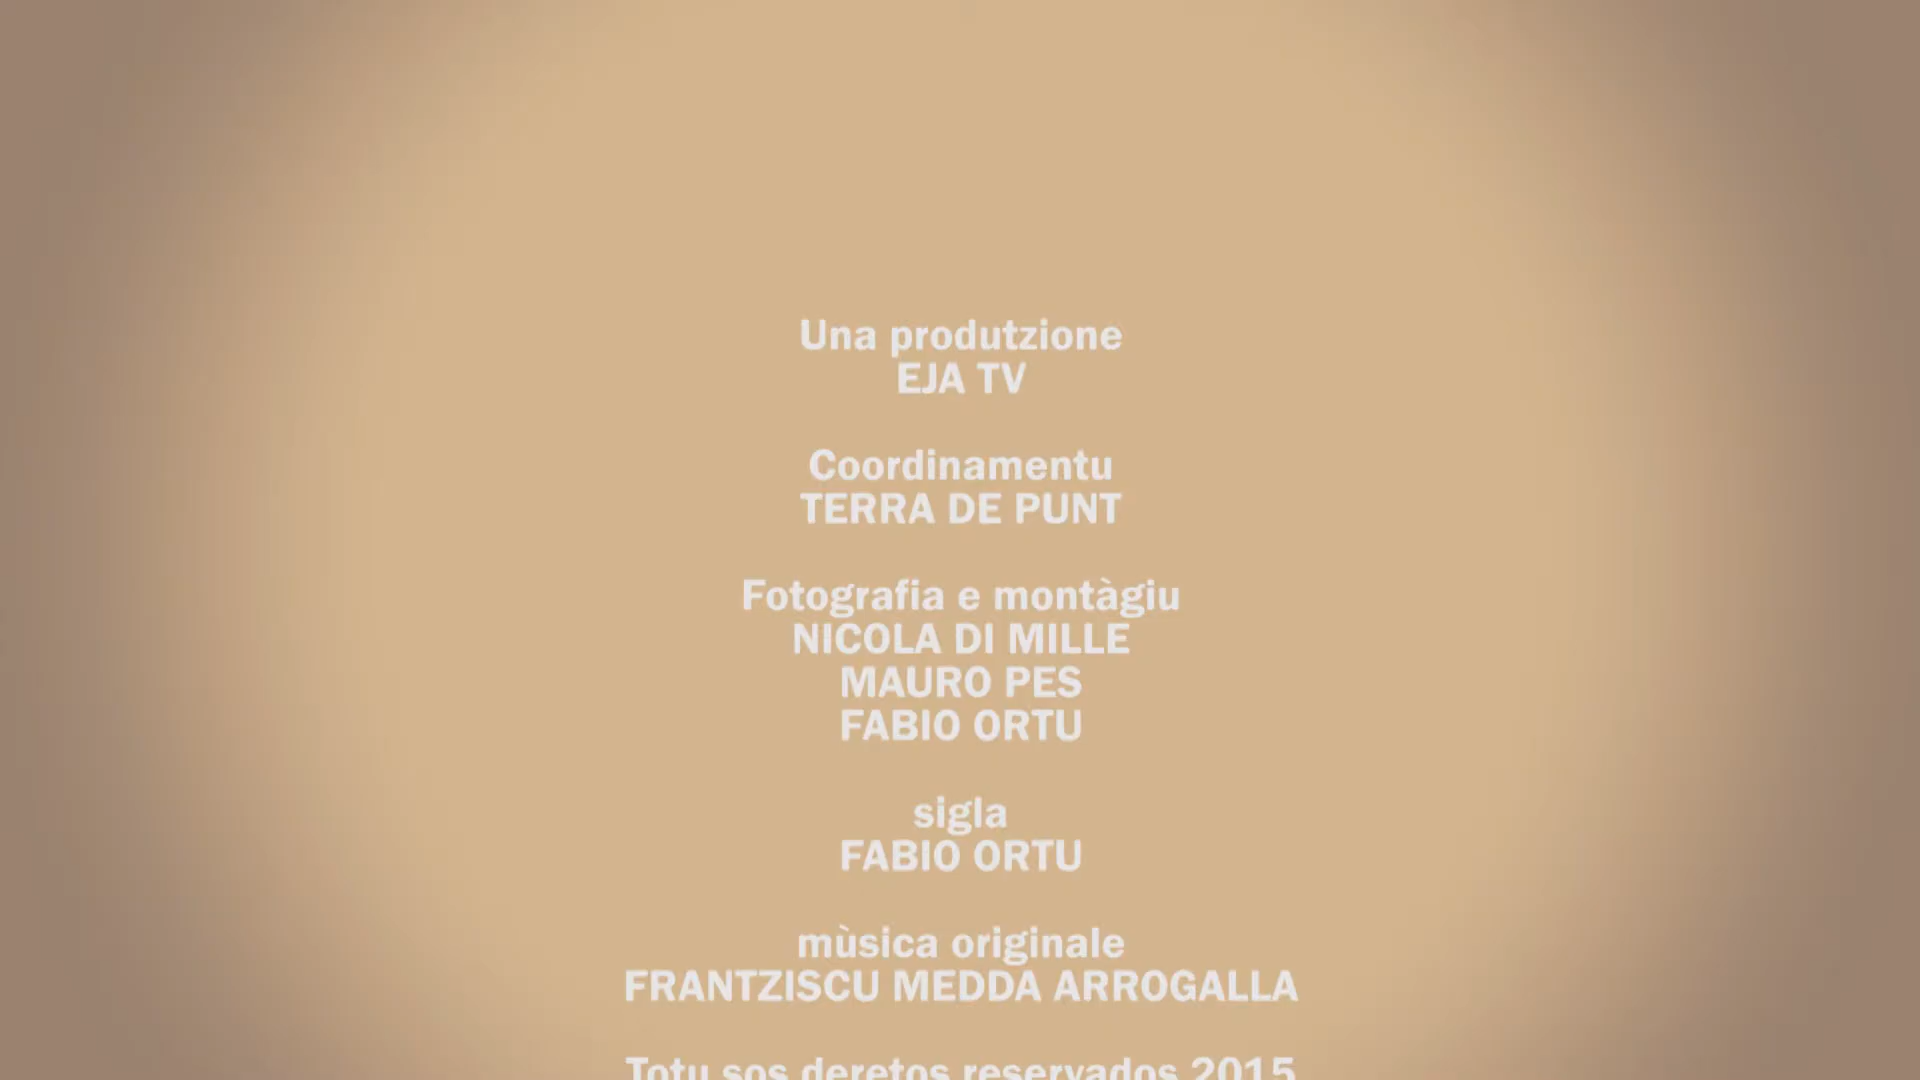 Una produtzione
EJA TV
Coordinamentu
TERRA DE PUNT
Fotografia e montàgiu
NICOLA DI MILLE
MAURO PES
FABIO ORTU
sigla
FABIO ORTU
mùsica originale
FRANTZISCU MEDDA ARROGALLA
Totu sos deretos reservados 2015